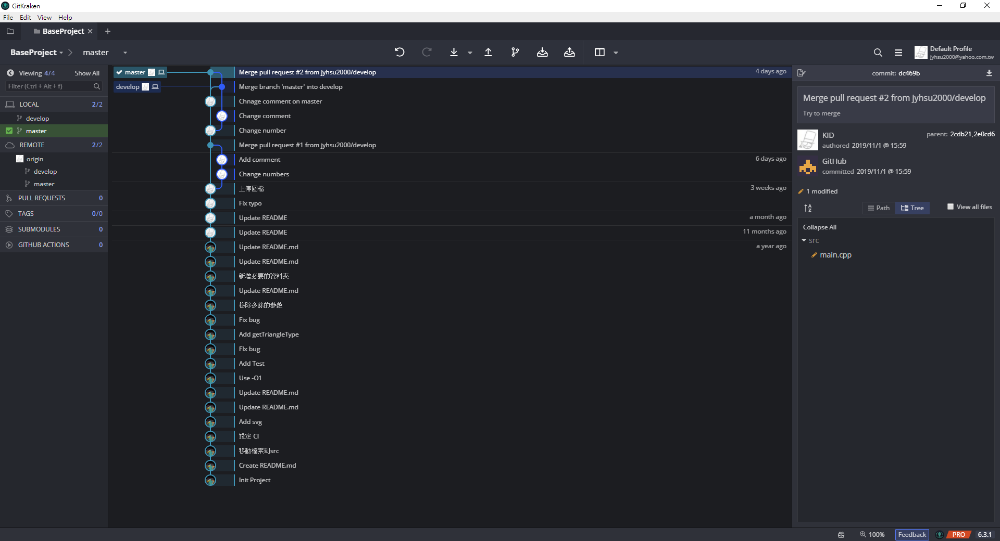 GitKraken
File Edit View Help
BaseProject
BaseProject master
Default Profile
jyhsu2000@yahoo.com.tw
Viewing 4/4 Show All
Filter (Ctrl + Alt + f)
LOCAL 2/2
develop
master
REMOTE 2/2
origin
develop
master
PULL REQUESTS 0
TAGS 0/0
SUBMODULES 0
GITHUB ACTIONS 0
master Merge pull request #2 from jyhsu2000/develop 4 days ago
develop Merge branch 'master' into develop
Chnage comment on master
Change comment
Change number
Merge pull request #1 from jyhsu2000/develop
Add comment 6 days ago
Change numbers
上傳圖檔 3 weeks ago
Fix typo
Update README a month ago
Update README 11 months ago
Update README.md a year ago
Update README.md
新增必要的資料夾
Update README.md
移除多餘的參數
Fix bug
Add getTriangleType
FIx bug
Add Test
Use -O1
Update README.md
Update README.md
Add svg
設定 CI
移動檔案到src
Create README.md
Init Project
commit: dc469b
Merge pull request #2 from jyhsu2000/develop
Try to merge
KID parent: 2cdb21,2e0cd6
authored 2019/11/1 @ 15:59
GitHub
committed 2019/11/1 @ 15:59
1 modified
Path Tree View all files
Collapse All
src
main.cpp
100% Feedback PRO 6.3.1